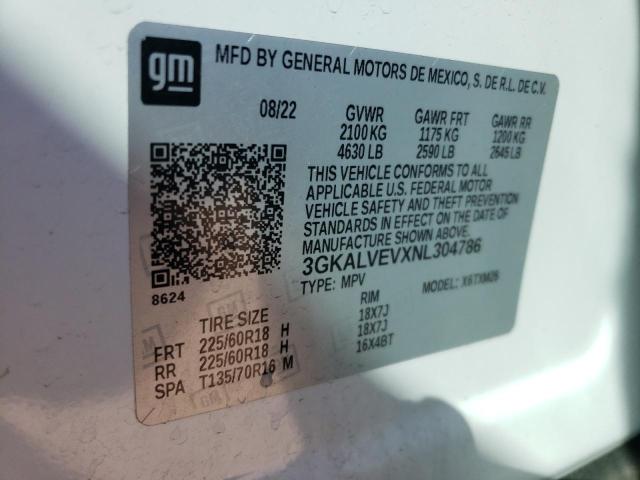 gm
MFD BY GENERAL MOTORS DE MEXICO, S. DE R.L. DE C.V.
08/22 GVWR GAWR FRT GAWR RR
2100 KG 1175 KG 1200 KG
4630 LB 2590 LB 2645 LB
THIS VEHICLE CONFORMS TO ALL
APPLICABLE U.S. FEDERAL MOTOR
VEHICLE SAFETY AND THEFT PREVENTION
STANDARDS IN EFFECT ON THE DATE OF
MANUFACTURE SHOWN ABOVE.
3GKALVEVXNL304786
8624
TYPE: MPV MODEL: X6TXM26
TIRE SIZE RIM
FRT 225/60R18 H 18X7J
RR 225/60R18 H 18X7J
SPA T135/70R16 M 16X4BT